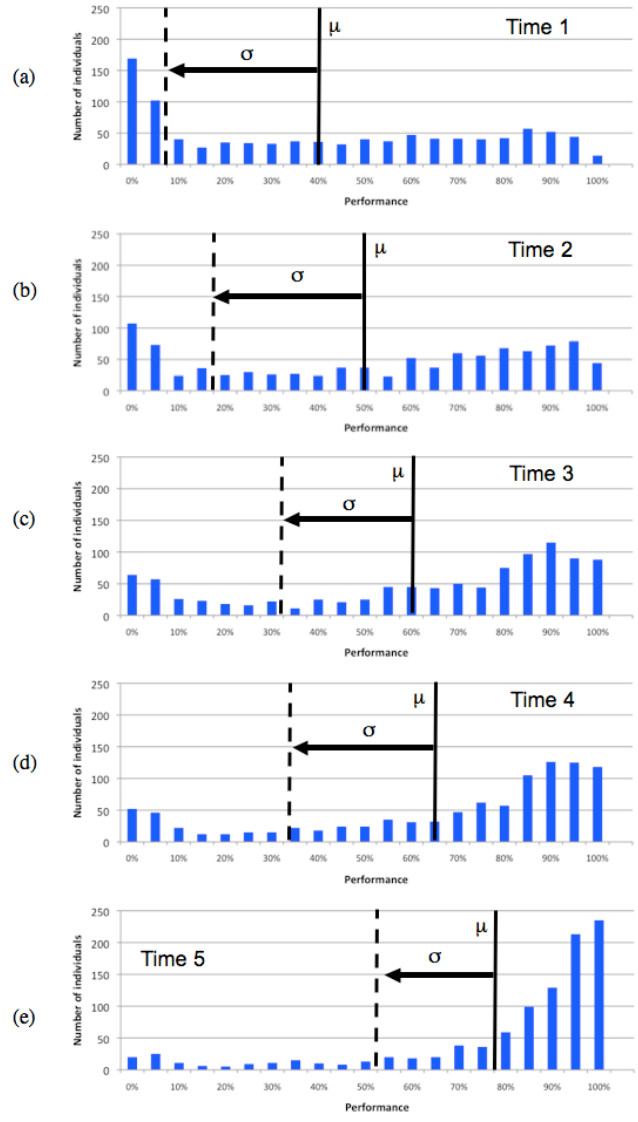 (a)
Number of individuals
250
200
150
100
50
0
σ
μ
Time 1
0% 10% 20% 30% 40% 50% 60% 70% 80% 90% 100%
Performance
(b)
Number of individuals
250
200
150
100
50
0
σ
μ
Time 2
0% 10% 20% 30% 40% 50% 60% 70% 80% 90% 100%
Performance
(c)
Number of individuals
250
200
150
100
50
0
σ
μ
Time 3
0% 10% 20% 30% 40% 50% 60% 70% 80% 90% 100%
Performance
(d)
Number of individuals
250
200
150
100
50
0
σ
μ
Time 4
0% 10% 20% 30% 40% 50% 60% 70% 80% 90% 100%
Performance
(e)
Number of individuals
250
200
150
100
50
0
Time 5
σ
μ
0% 10% 20% 30% 40% 50% 60% 70% 80% 90% 100%
Performance